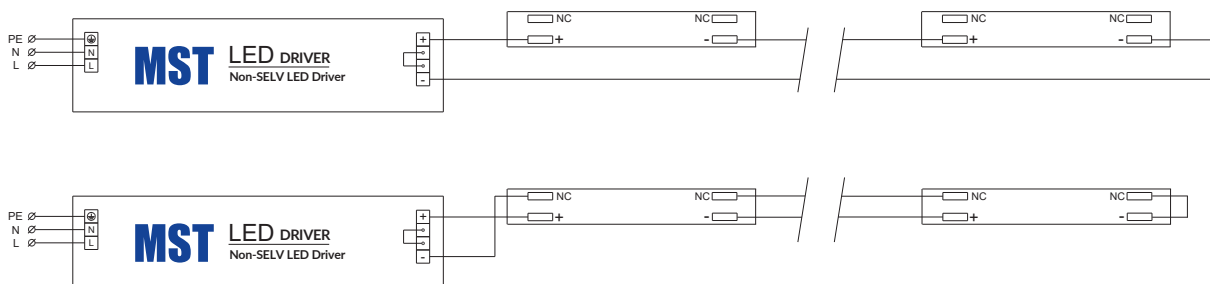 NC NC NC NC
PE + + - + -
N N MST LED DRIVER
L L Non-SELV LED Driver
-
NC NC NC NC
PE + + - + -
N N MST LED DRIVER
L L Non-SELV LED Driver
-